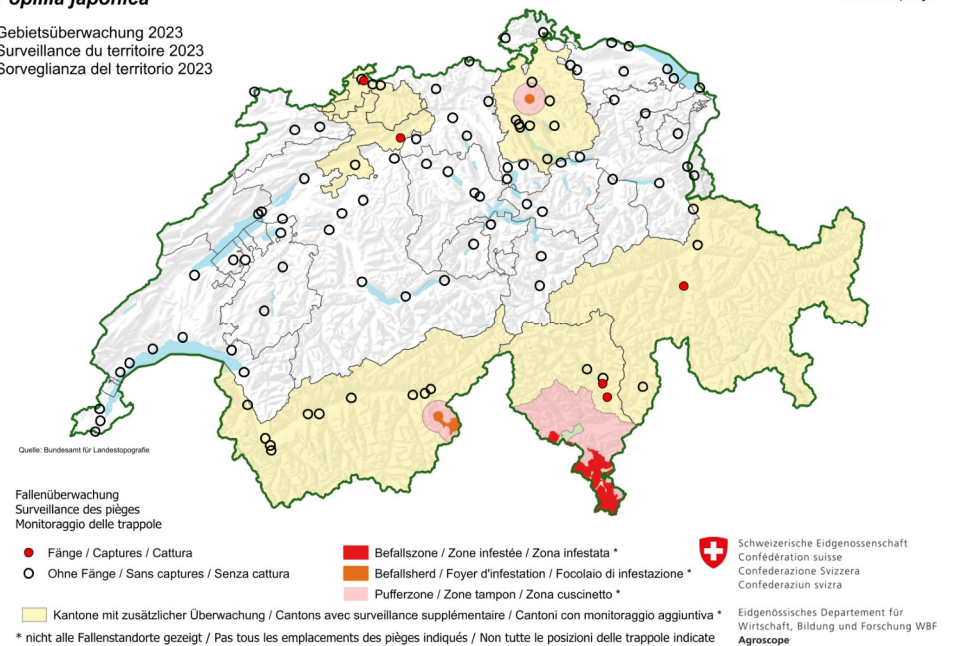 Popillia japonica
Gebietsüberwachung 2023
Surveillance du territoire 2023
Sorveglianza del territorio 2023
Quelle: Bundesamt für Landestopografie
Fallenüberwachung
Surveillance des pièges
Monitoraggio delle trappole
Fänge / Captures / Cattura
Ohne Fänge / Sans captures / Senza cattura
Befallszone / Zone infestée / Zona infestata *
Befallsherd / Foyer d'infestation / Focolaio di infestazione *
Pufferzone / Zone tampon / Zona cuscinetto *
Kantone mit zusätzlicher Überwachung / Cantons avec surveillance supplémentaire / Cantoni con monitoraggio aggiuntiva *
* nicht alle Fallenstandorte gezeigt / Pas tous les emplacements des pièges indiqués / Non tutte le posizioni delle trappole indicate
Schweizerische Eidgenossenschaft
Confédération suisse
Confederazione Svizzera
Confederaziun svizra
Eidgenössisches Departement für
Wirtschaft, Bildung und Forschung WBF
Agroscope